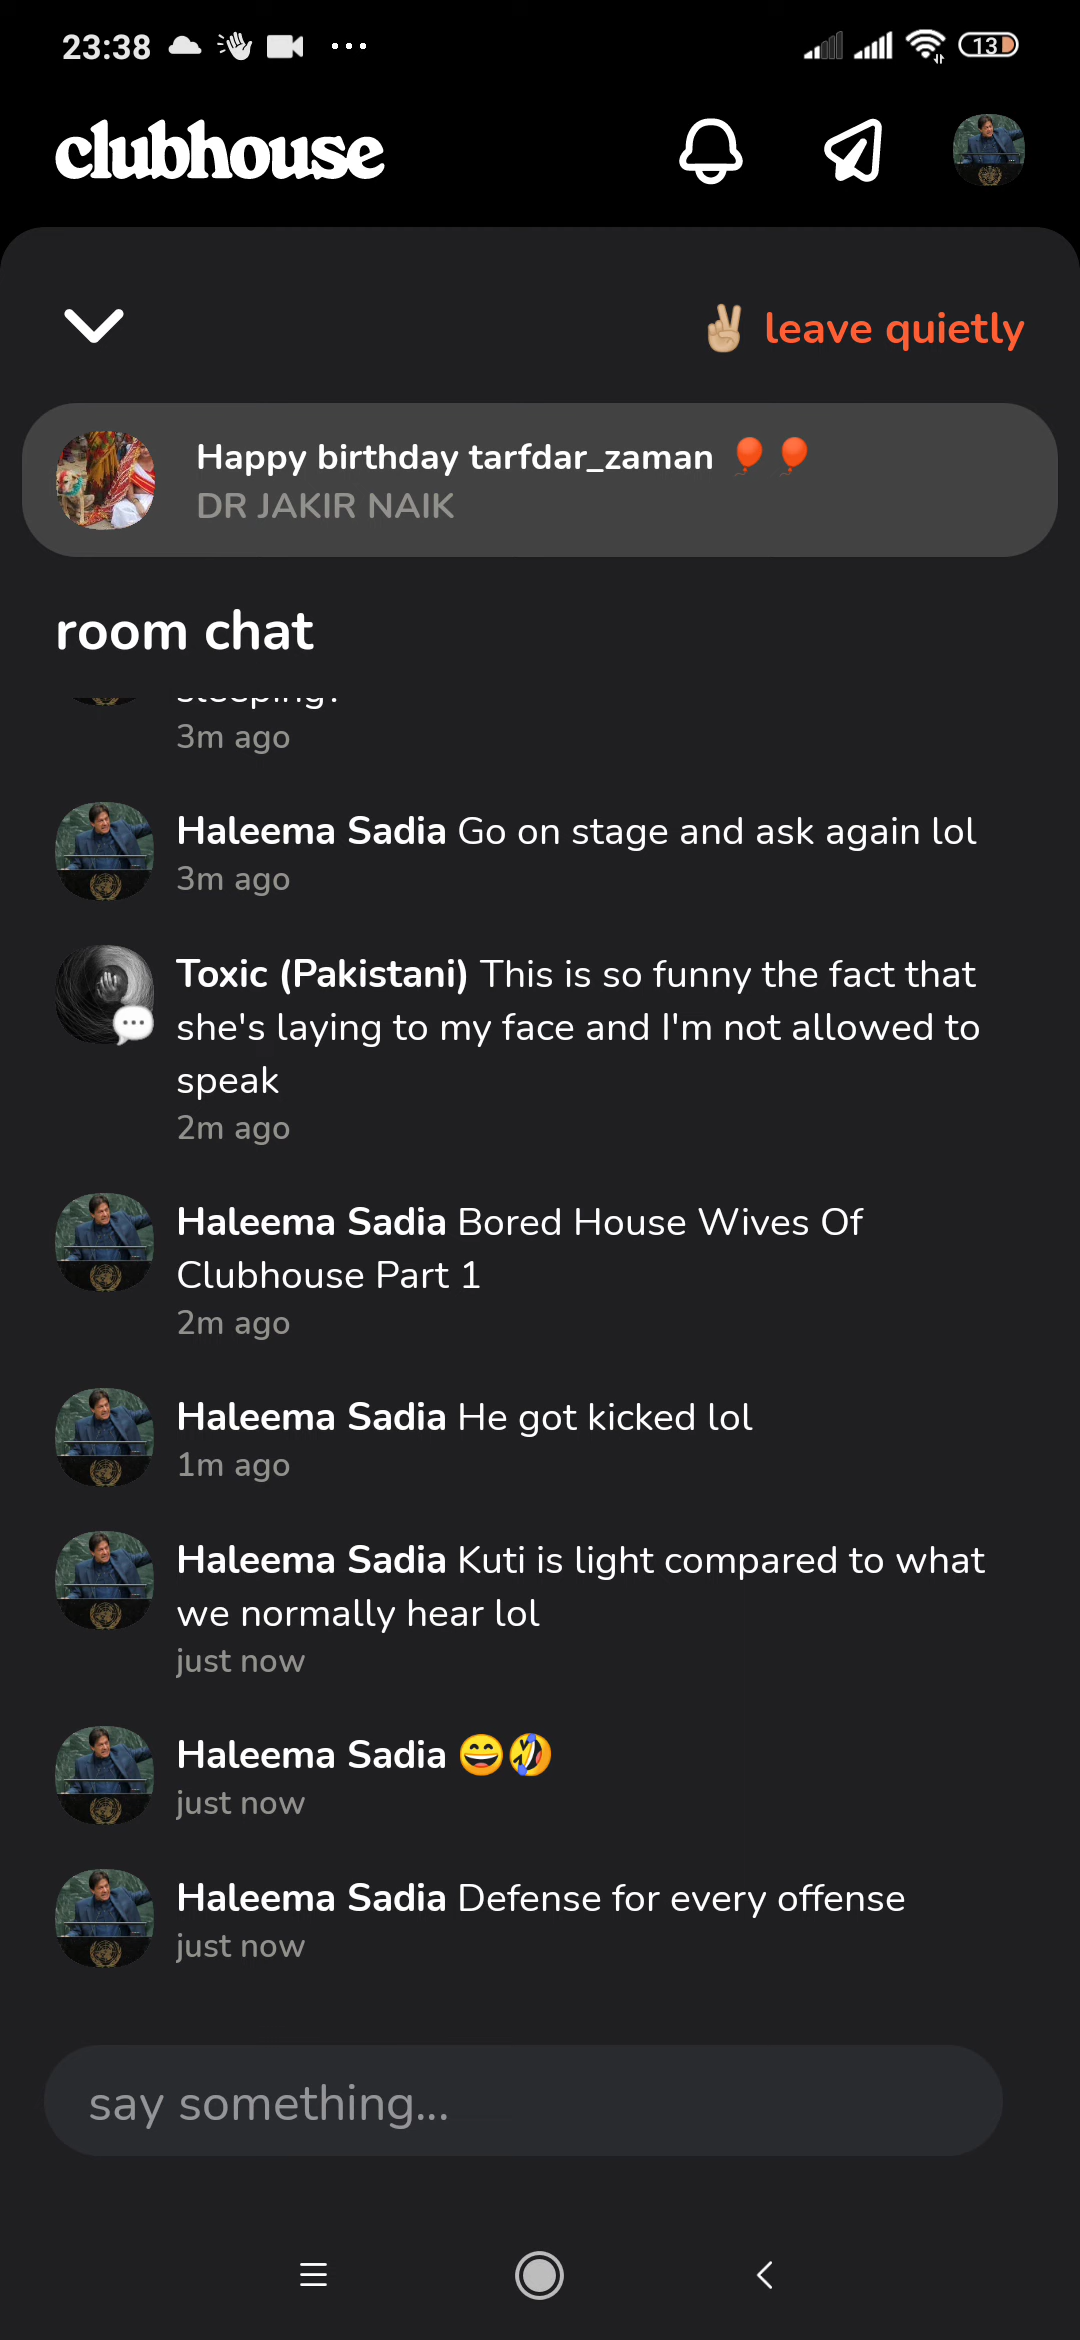 23:38
13
clubhouse
✌🏼 leave quietly
Happy birthday tarfdar_zaman 🎈🎈
DR JAKIR NAIK
room chat
sleeping?
3m ago
Haleema Sadia Go on stage and ask again lol
3m ago
Toxic (Pakistani) This is so funny the fact that
she's laying to my face and I'm not allowed to
speak
2m ago
Haleema Sadia Bored House Wives Of
Clubhouse Part 1
2m ago
Haleema Sadia He got kicked lol
1m ago
Haleema Sadia Kuti is light compared to what
we normally hear lol
just now
Haleema Sadia 😄🤣
just now
Haleema Sadia Defense for every offense
just now
say something...